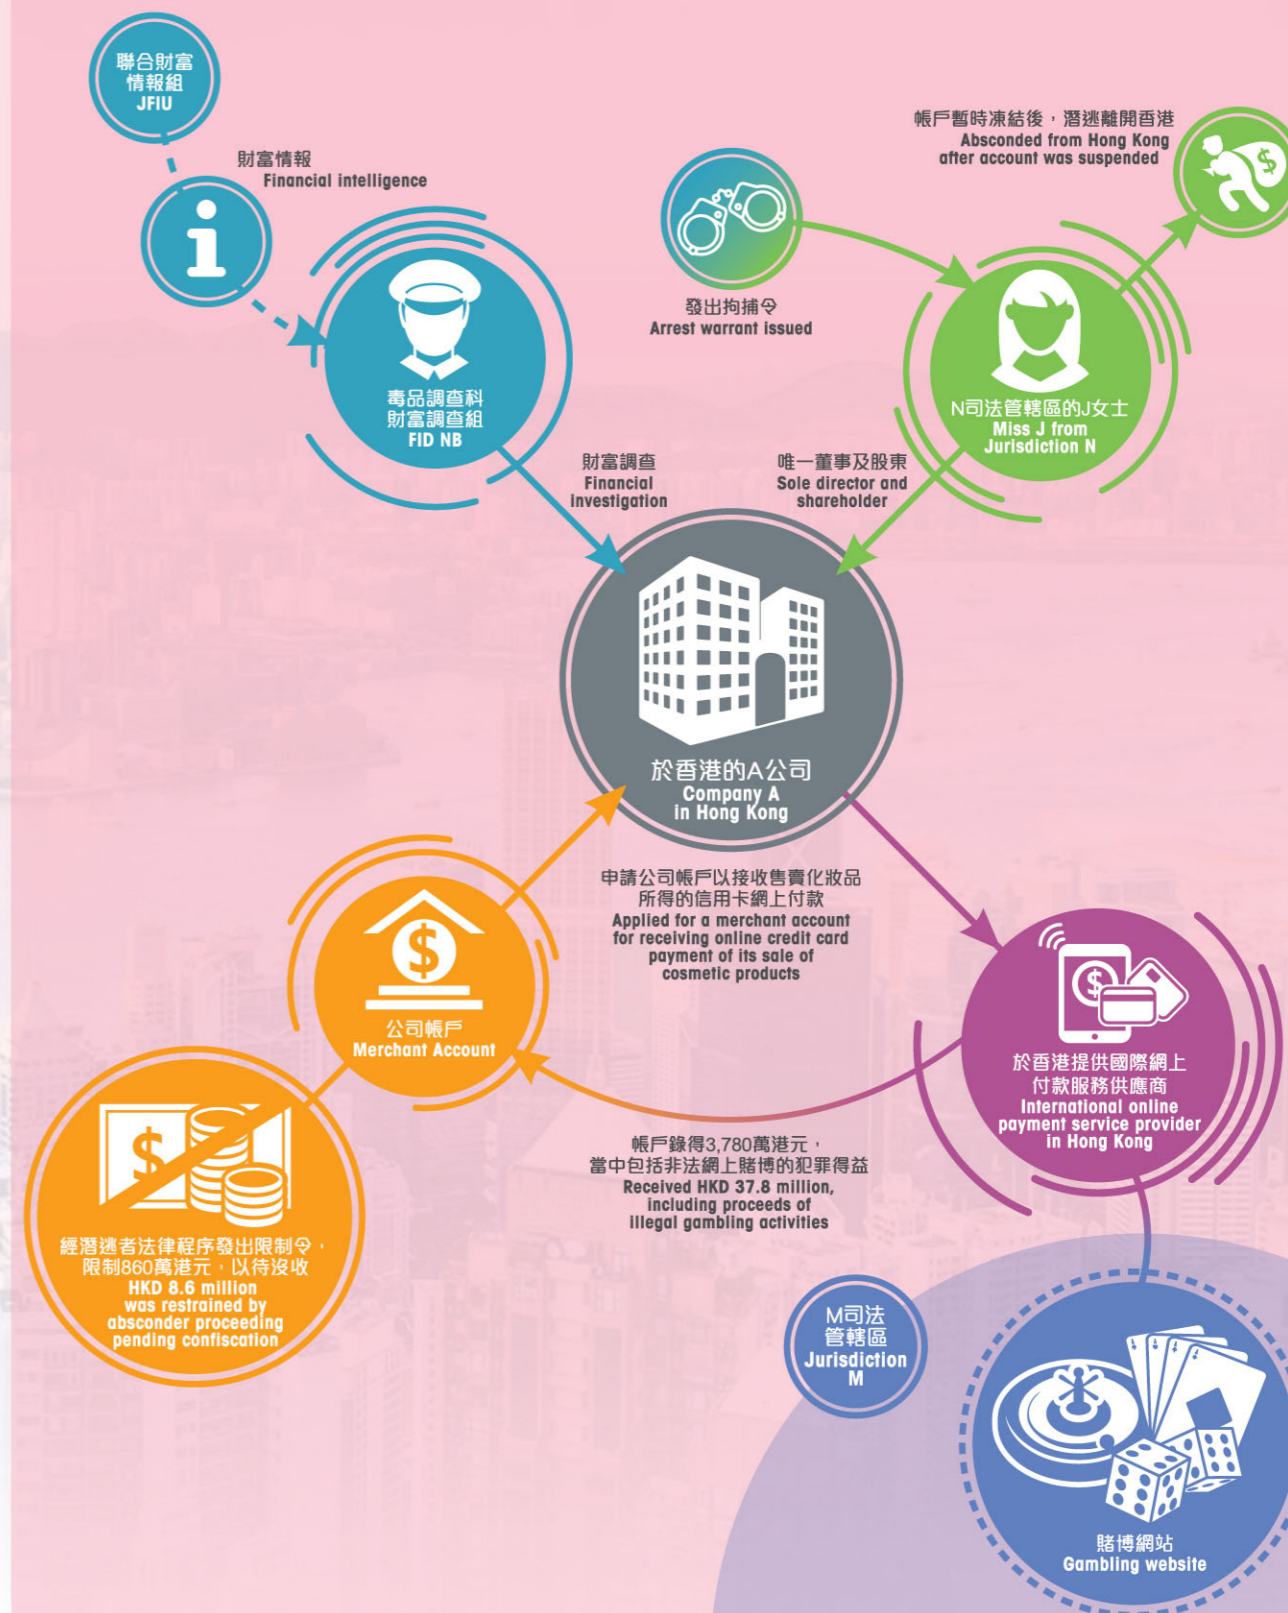 聯合財富
情報組
JFIU
財富情報
Financial intelligence
帳戶暫時凍結後，潛逃離開香港
Absconded from Hong Kong
after account was suspended
$
發出拘捕令
Arrest warrant issued
毒品調查科
財富調查組
FID NB
N司法管轄區的J女士
Miss J from
Jurisdiction N
財富調查
Financial
investigation
唯一董事及股東
Sole director and
shareholder
於香港的A公司
Company A
in Hong Kong
申請公司帳戶以接收售賣化妝品
所得的信用卡網上付款
Applied for a merchant account
for receiving online credit card
payment of its sale of
cosmetic products
$
公司帳戶
Merchant Account
$
於香港提供國際網上
付款服務供應商
International online
payment service provider
in Hong Kong
帳戶錄得3,780萬港元，
當中包括非法網上賭博的犯罪得益
Received HKD 37.8 million,
including proceeds of
illegal gambling activities
$
經潛逃者法律程序發出限制令，
限制860萬港元，以待沒收
HKD 8.6 million
was restrained by
absconder proceeding
pending confiscation
M司法
管轄區
Jurisdiction
M
賭博網站
Gambling website